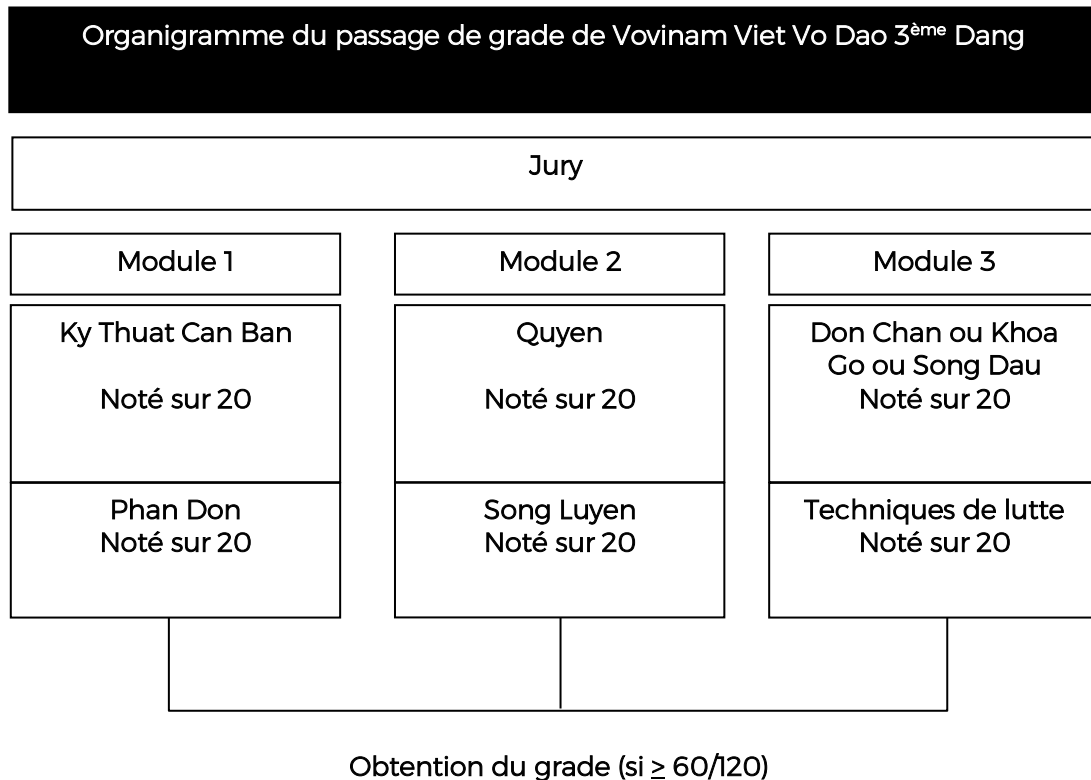 Organigramme du passage de grade de Vovinam Viet Vo Dao 3ème Dang
Jury
Module 1
Ky Thuat Can Ban
Noté sur 20
Phan Don
Noté sur 20
Module 2
Quyen
Noté sur 20
Song Luyen
Noté sur 20
Module 3
Don Chan ou Khoa
Go ou Song Dau
Noté sur 20
Techniques de lutte
Noté sur 20
Obtention du grade (si ≥ 60/120)